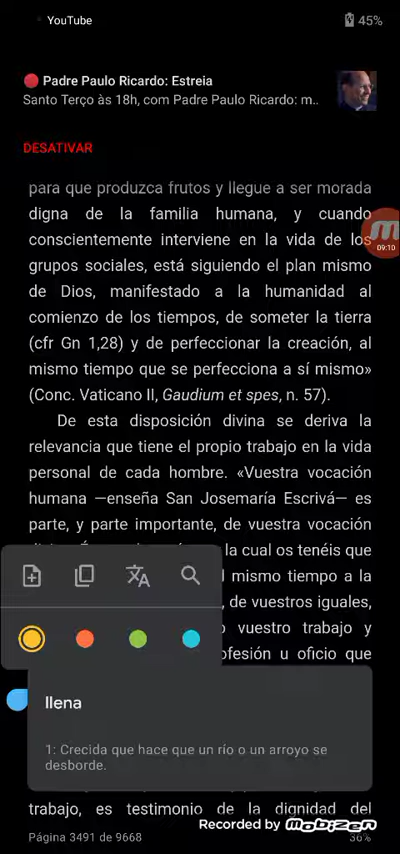 YouTube
45%
Padre Paulo Ricardo: Estreia
Santo Terço às 18h, com Padre Paulo Ricardo: m..
DESATIVAR
para que produzca frutos y llegue a ser morada
digna de la familia humana, y cuando
conscientemente interviene en la vida de los
grupos sociales, está siguiendo el plan mismo
de Dios, manifestado a la humanidad al
comienzo de los tiempos, de someter la tierra
(cfr Gn 1,28) y de perfeccionar la creación, al
mismo tiempo que se perfecciona a sí mismo»
(Conc. Vaticano II, Gaudium et spes, n. 57).
De esta disposición divina se deriva la
relevancia que tiene el propio trabajo en la vida
personal de cada hombre. «Vuestra vocación
humana —enseña San Josemaría Escrivá— es
parte, y parte importante, de vuestra vocación
la cual os tenéis que
mismo tiempo a la
, de vuestros iguales,
vuestro trabajo y
ofesión u oficio que
llena
1: Crecida que hace que un río o un arroyo se
desborde.
trabajo, es testimonio de la dignidad del
Página 3491 de 9668
36%
09:10
Recorded by Mobizen